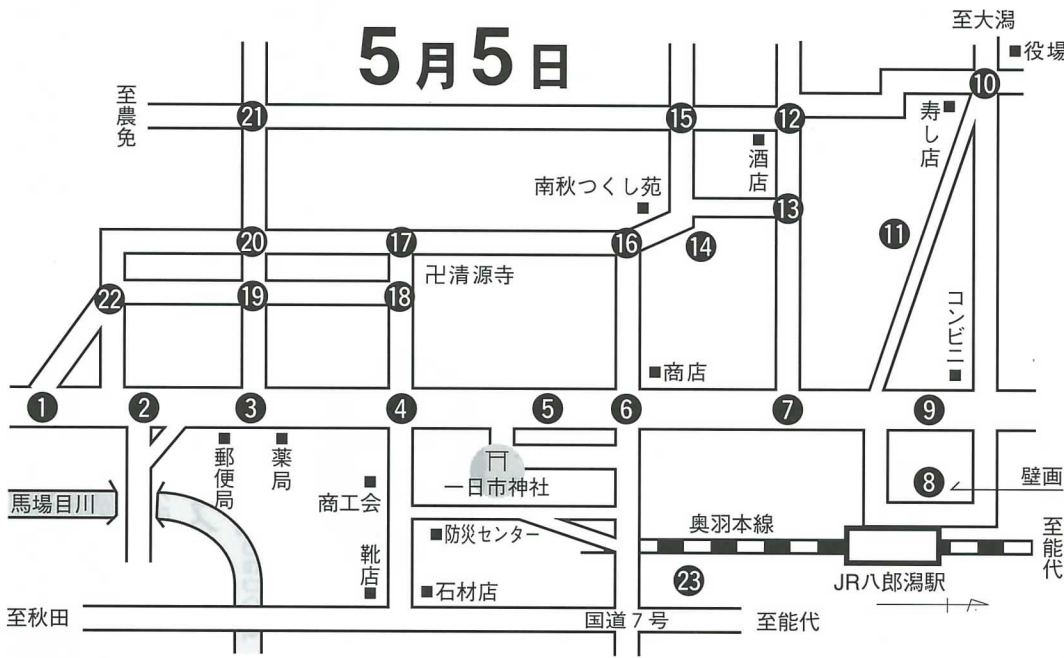 5月5日
至大潟
■役場
至農免
㉑
⑮
⑫
⑩
寿し店
酒店
南秋つくし苑
⑬
⑪
⑳
⑰
⑯
⑭
卍清源寺
㉒
⑲
⑱
コンビニ
■商店
①
②
③
④
⑤
⑥
⑦
⑨
郵便局
薬局
商工会
一日市神社
⑧
壁画
馬場目川
奥羽本線
至能代
■防災センター
靴店
㉓
JR八郎潟駅
■石材店
至秋田
国道7号
至能代